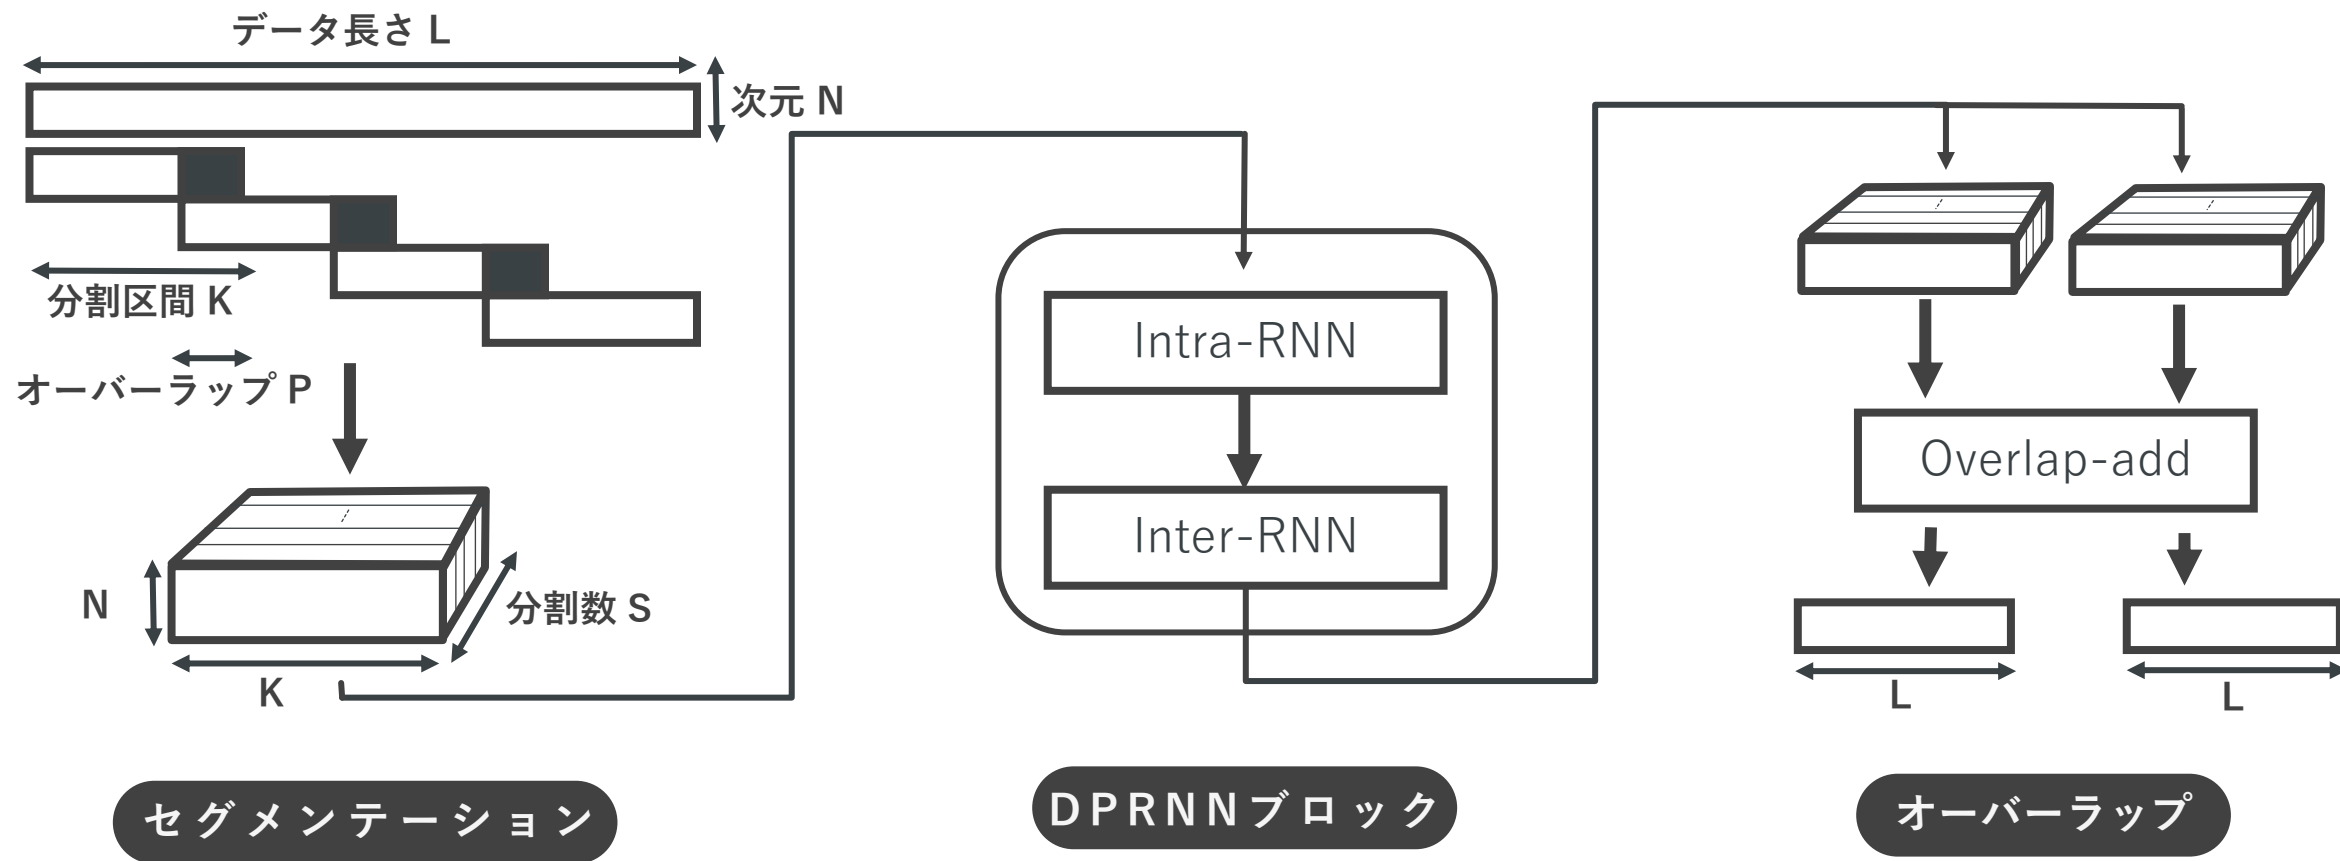 データ長さ L
次元 N
分割区間 K
オーバーラップ P
N
分割数 S
K
セグメンテーション
Intra-RNN
Inter-RNN
DPRNNブロック
Overlap-add
L
L
オーバーラップ